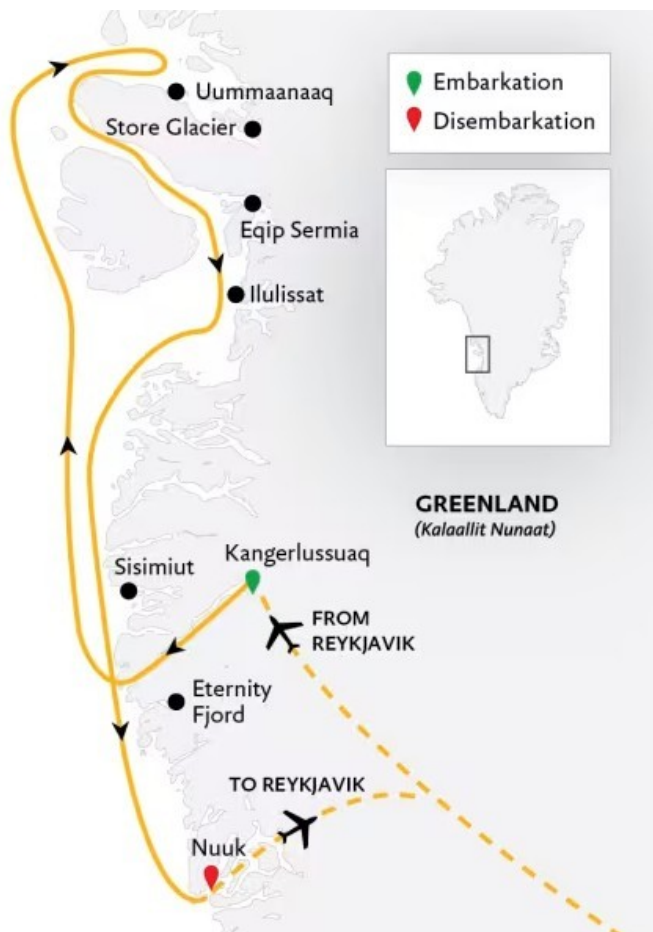 Embarkation
Disembarkation
Uummaanaaq
Store Glacier
Eqip Sermia
Ilulissat
GREENLAND
(Kalaallit Nunaat)
Kangerlussuaq
Sisimiut
FROM
REYKJAVIK
Eternity
Fjord
TO REYKJAVIK
Nuuk